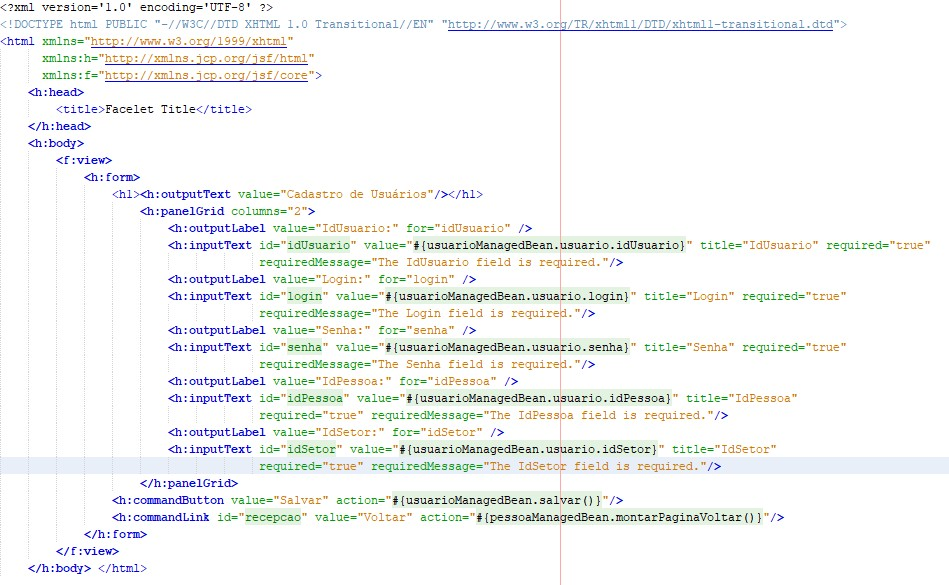 <?xml version='1.0' encoding='UTF-8' ?>
<!DOCTYPE html PUBLIC "-//W3C//DTD XHTML 1.0 Transitional//EN" "http://www.w3.org/TR/xhtml1/DTD/xhtml1-transitional.dtd">
<html xmlns="http://www.w3.org/1999/xhtml"
      xmlns:h="http://xmlns.jcp.org/jsf/html"
      xmlns:f="http://xmlns.jcp.org/jsf/core">
    <h:head>
        <title>Facelet Title</title>
    </h:head>
    <h:body>
        <f:view>
            <h:form>
                <h1><h:outputText value="Cadastro de Usuários"/></h1>
                    <h:panelGrid columns="2">
                        <h:outputLabel value="IdUsuario:" for="idUsuario" />
                        <h:inputText id="idUsuario" value="#{usuarioManagedBean.usuario.idUsuario}" title="IdUsuario" required="true"
                                     requiredMessage="The IdUsuario field is required."/>
                        <h:outputLabel value="Login:" for="login" />
                        <h:inputText id="login" value="#{usuarioManagedBean.usuario.login}" title="Login" required="true"
                                     requiredMessage="The Login field is required."/>
                        <h:outputLabel value="Senha:" for="senha" />
                        <h:inputText id="senha" value="#{usuarioManagedBean.usuario.senha}" title="Senha" required="true"
                                     requiredMessage="The Senha field is required."/>
                        <h:outputLabel value="IdPessoa:" for="idPessoa" />
                        <h:inputText id="idPessoa" value="#{usuarioManagedBean.usuario.idPessoa}" title="IdPessoa"
                                     required="true" requiredMessage="The IdPessoa field is required."/>
                        <h:outputLabel value="IdSetor:" for="idSetor" />
                        <h:inputText id="idSetor" value="#{usuarioManagedBean.usuario.idSetor}" title="IdSetor"
                                     required="true" requiredMessage="The IdSetor field is required."/>
                    </h:panelGrid>
                <h:commandButton value="Salvar" action="#{usuarioManagedBean.salvar()}"/>
                <h:commandLink id="recepcao" value="Voltar" action="#{pessoaManagedBean.montarPaginaVoltar()}"/>
            </h:form>
        </f:view>
    </h:body> </html>